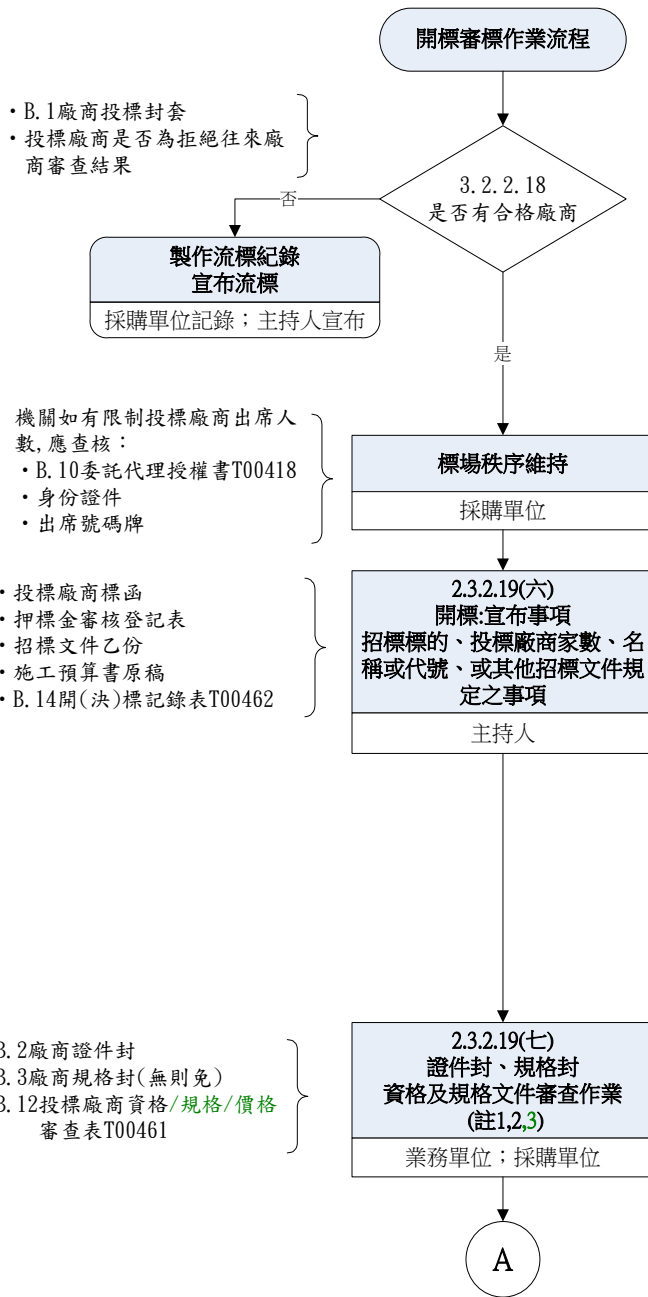 開標審標作業流程
・B.1廠商投標封套
・投標廠商是否為拒絕往來廠
商審查結果
3.2.2.18
是否有合格廠商
否
製作流標紀錄
宣布流標
採購單位記錄；主持人宣布
是
機關如有限制投標廠商出席人
數,應查核：
・B.10委託代理授權書T00418
・身份證件
・出席號碼牌
標場秩序維持
採購單位
・投標廠商標函
・押標金審核登記表
・招標文件乙份
・施工預算書原稿
・B.14開(決)標記錄表T00462
2.3.2.19(六)
開標:宣布事項
招標標的、投標廠商家數、名
稱或代號、或其他招標文件規
定之事項
主持人
3.2廠商證件封
3.3廠商規格封(無則免)
3.12投標廠商資格/規格/價格
審查表T00461
2.3.2.19(七)
證件封、規格封
資格及規格文件審查作業
(註1,2,3)
業務單位；採購單位
A